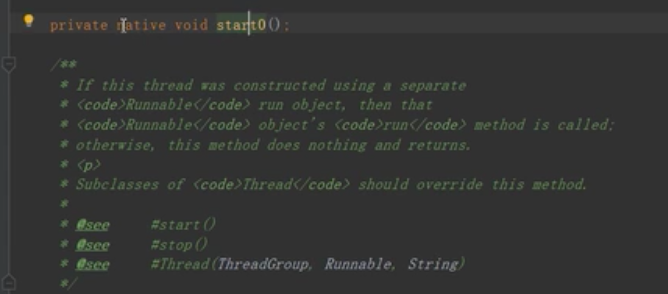 private native void start0();
/**
* If this thread was constructed using a separate
* <code>Runnable</code> run object, then that
* <code>Runnable</code> object's <code>run</code> method is called;
* otherwise, this method does nothing and returns.
* <p>
* Subclasses of <code>Thread</code> should override this method.
*
* @see #start()
* @see #stop()
* @see #Thread(ThreadGroup, Runnable, String)
*/